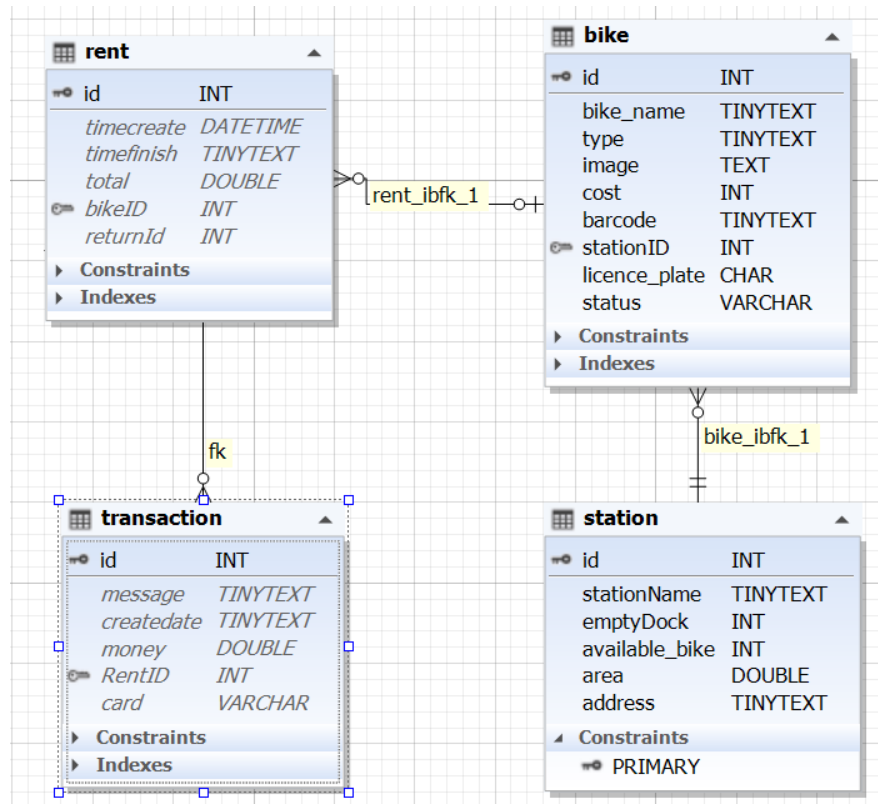 rent
id INT
timecreate DATETIME
timefinish TINYTEXT
total DOUBLE
bikeID INT
returnId INT
Constraints
Indexes
rent_ibfk_1
bike
id INT
bike_name TINYTEXT
type TINYTEXT
image TEXT
cost INT
barcode TINYTEXT
stationID INT
licence_plate CHAR
status VARCHAR
Constraints
Indexes
fk
bike_ibfk_1
transaction
id INT
message TINYTEXT
createdate TINYTEXT
money DOUBLE
RentID INT
card VARCHAR
Constraints
Indexes
station
id INT
stationName TINYTEXT
emptyDock INT
available_bike INT
area DOUBLE
address TINYTEXT
Constraints
PRIMARY